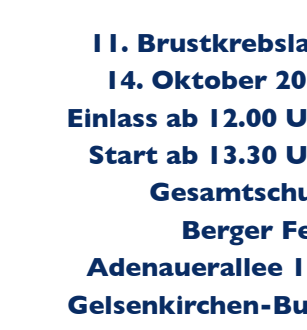 11. Brustkrebsla
14. Oktober 20
Einlass ab 12.00 U
Start ab 13.30 U
Gesamtschu
Berger Fe
Adenauerallee 1
Gelsenkirchen-Bu